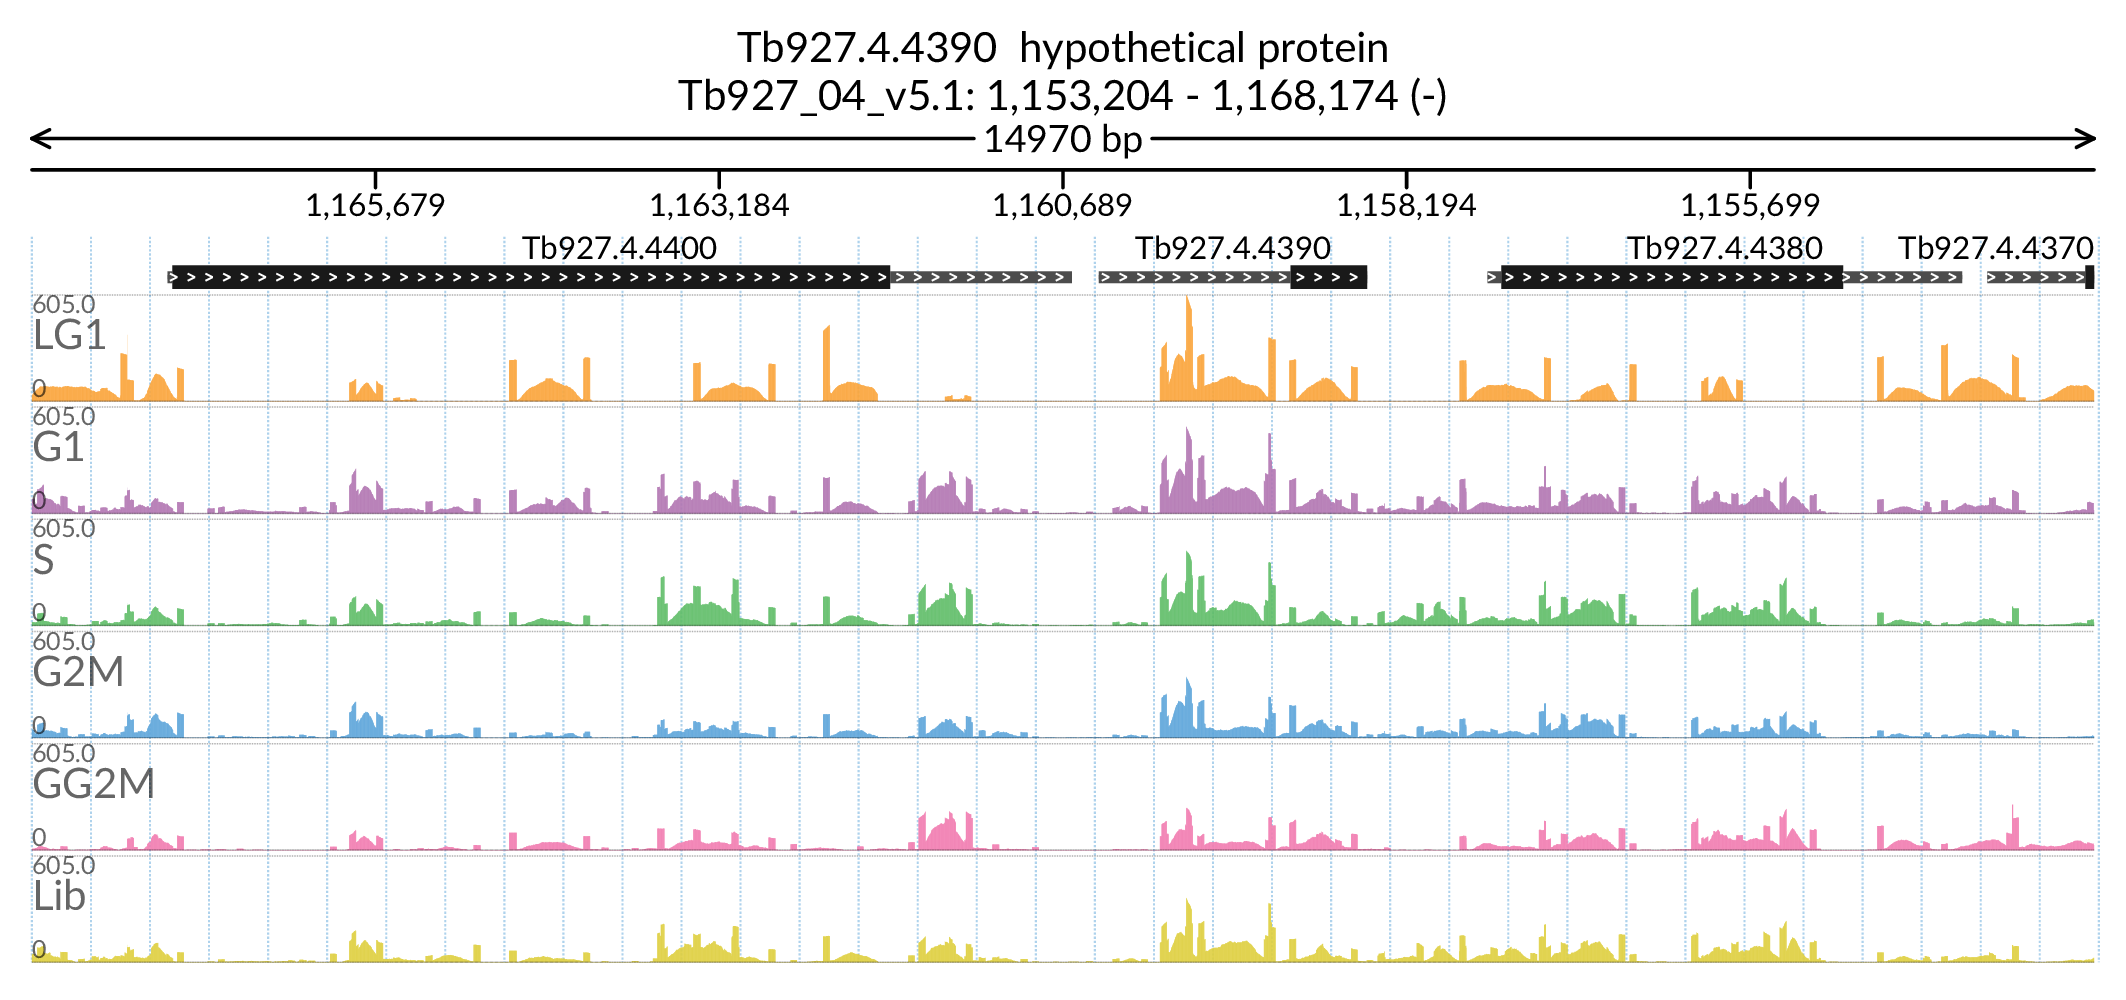 Tb927.4.4390 hypothetical protein
Tb927_04_v5.1: 1,153,204 - 1,168,174 (-)
14970 bp
1,165,679 1,163,184 1,160,689 1,158,194 1,155,699
Tb927.4.4400 Tb927.4.4390 Tb927.4.4380 Tb927.4.4370
605.0
LG1
0
605.0
G1
0
605.0
S
0
605.0
G2M
0
605.0
GG2M
0
605.0
Lib
0